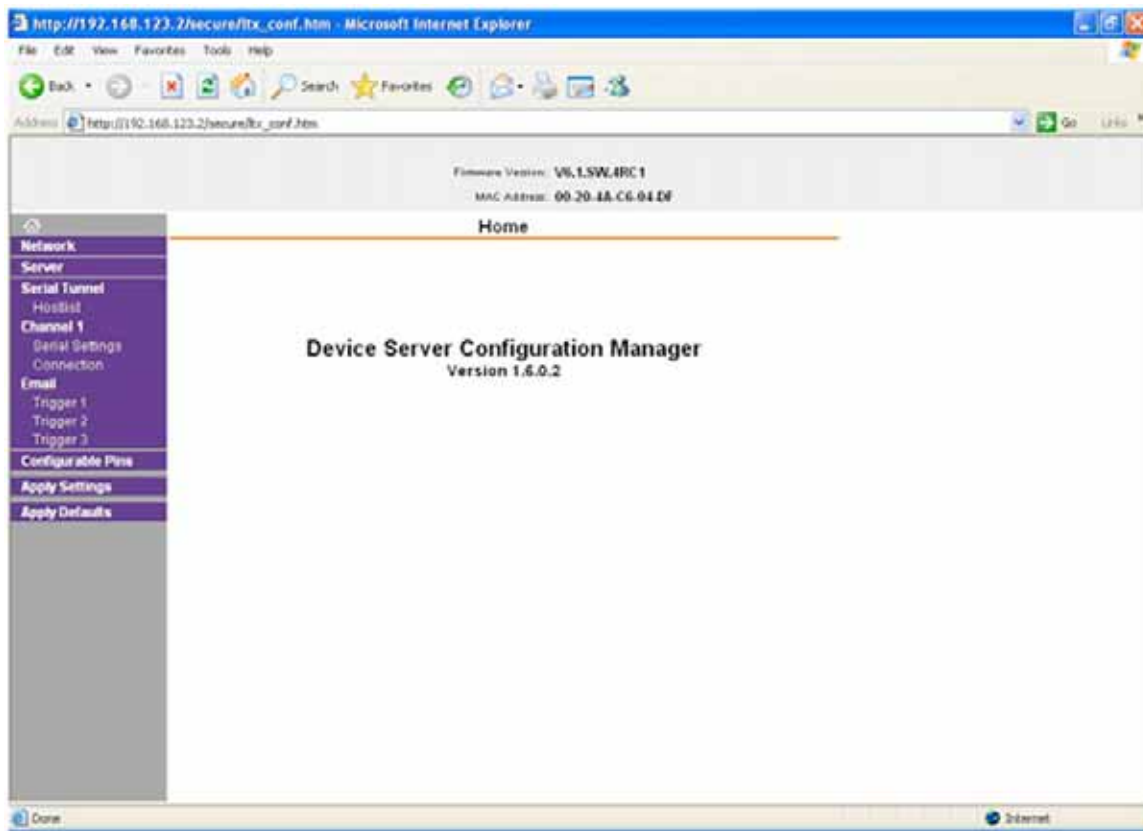 http://192.168.123.2/secure/ltx_conf.htm - Microsoft Internet Explorer
File Edit View Favorites Tools Help
Back Search Favorites
Address http://192.168.123.2/secure/ltx_conf.htm Go Links
Firmware Version: V6.1.SW.4RC1
MAC Address: 00-20-4A-C6-04-DF
Home
Network
Server
Serial Tunnel
Hostlist
Channel 1
Serial Settings
Connection
Email
Trigger 1
Trigger 2
Trigger 3
Configurable Pins
Apply Settings
Apply Defaults
Device Server Configuration Manager
Version 1.6.0.2
Done Internet